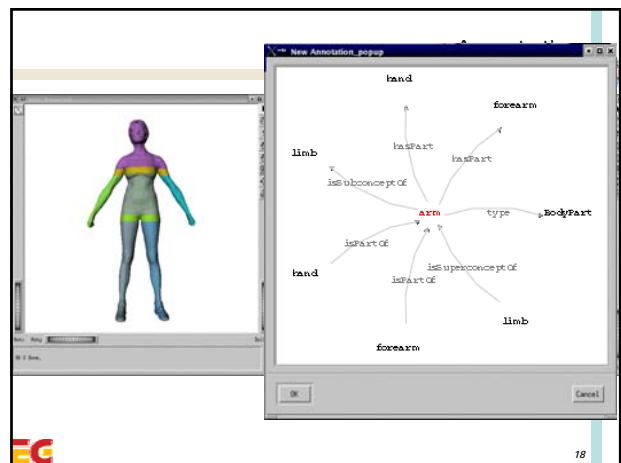 New Annotation_popup
hand
forearm
hasPart
hasPart
limb
isSubconceptOf
arm
type
BodyPart
isPartOf
hand
isSuperconceptOf
isPartOf
limb
forearm
OK
Cancel
EG
18